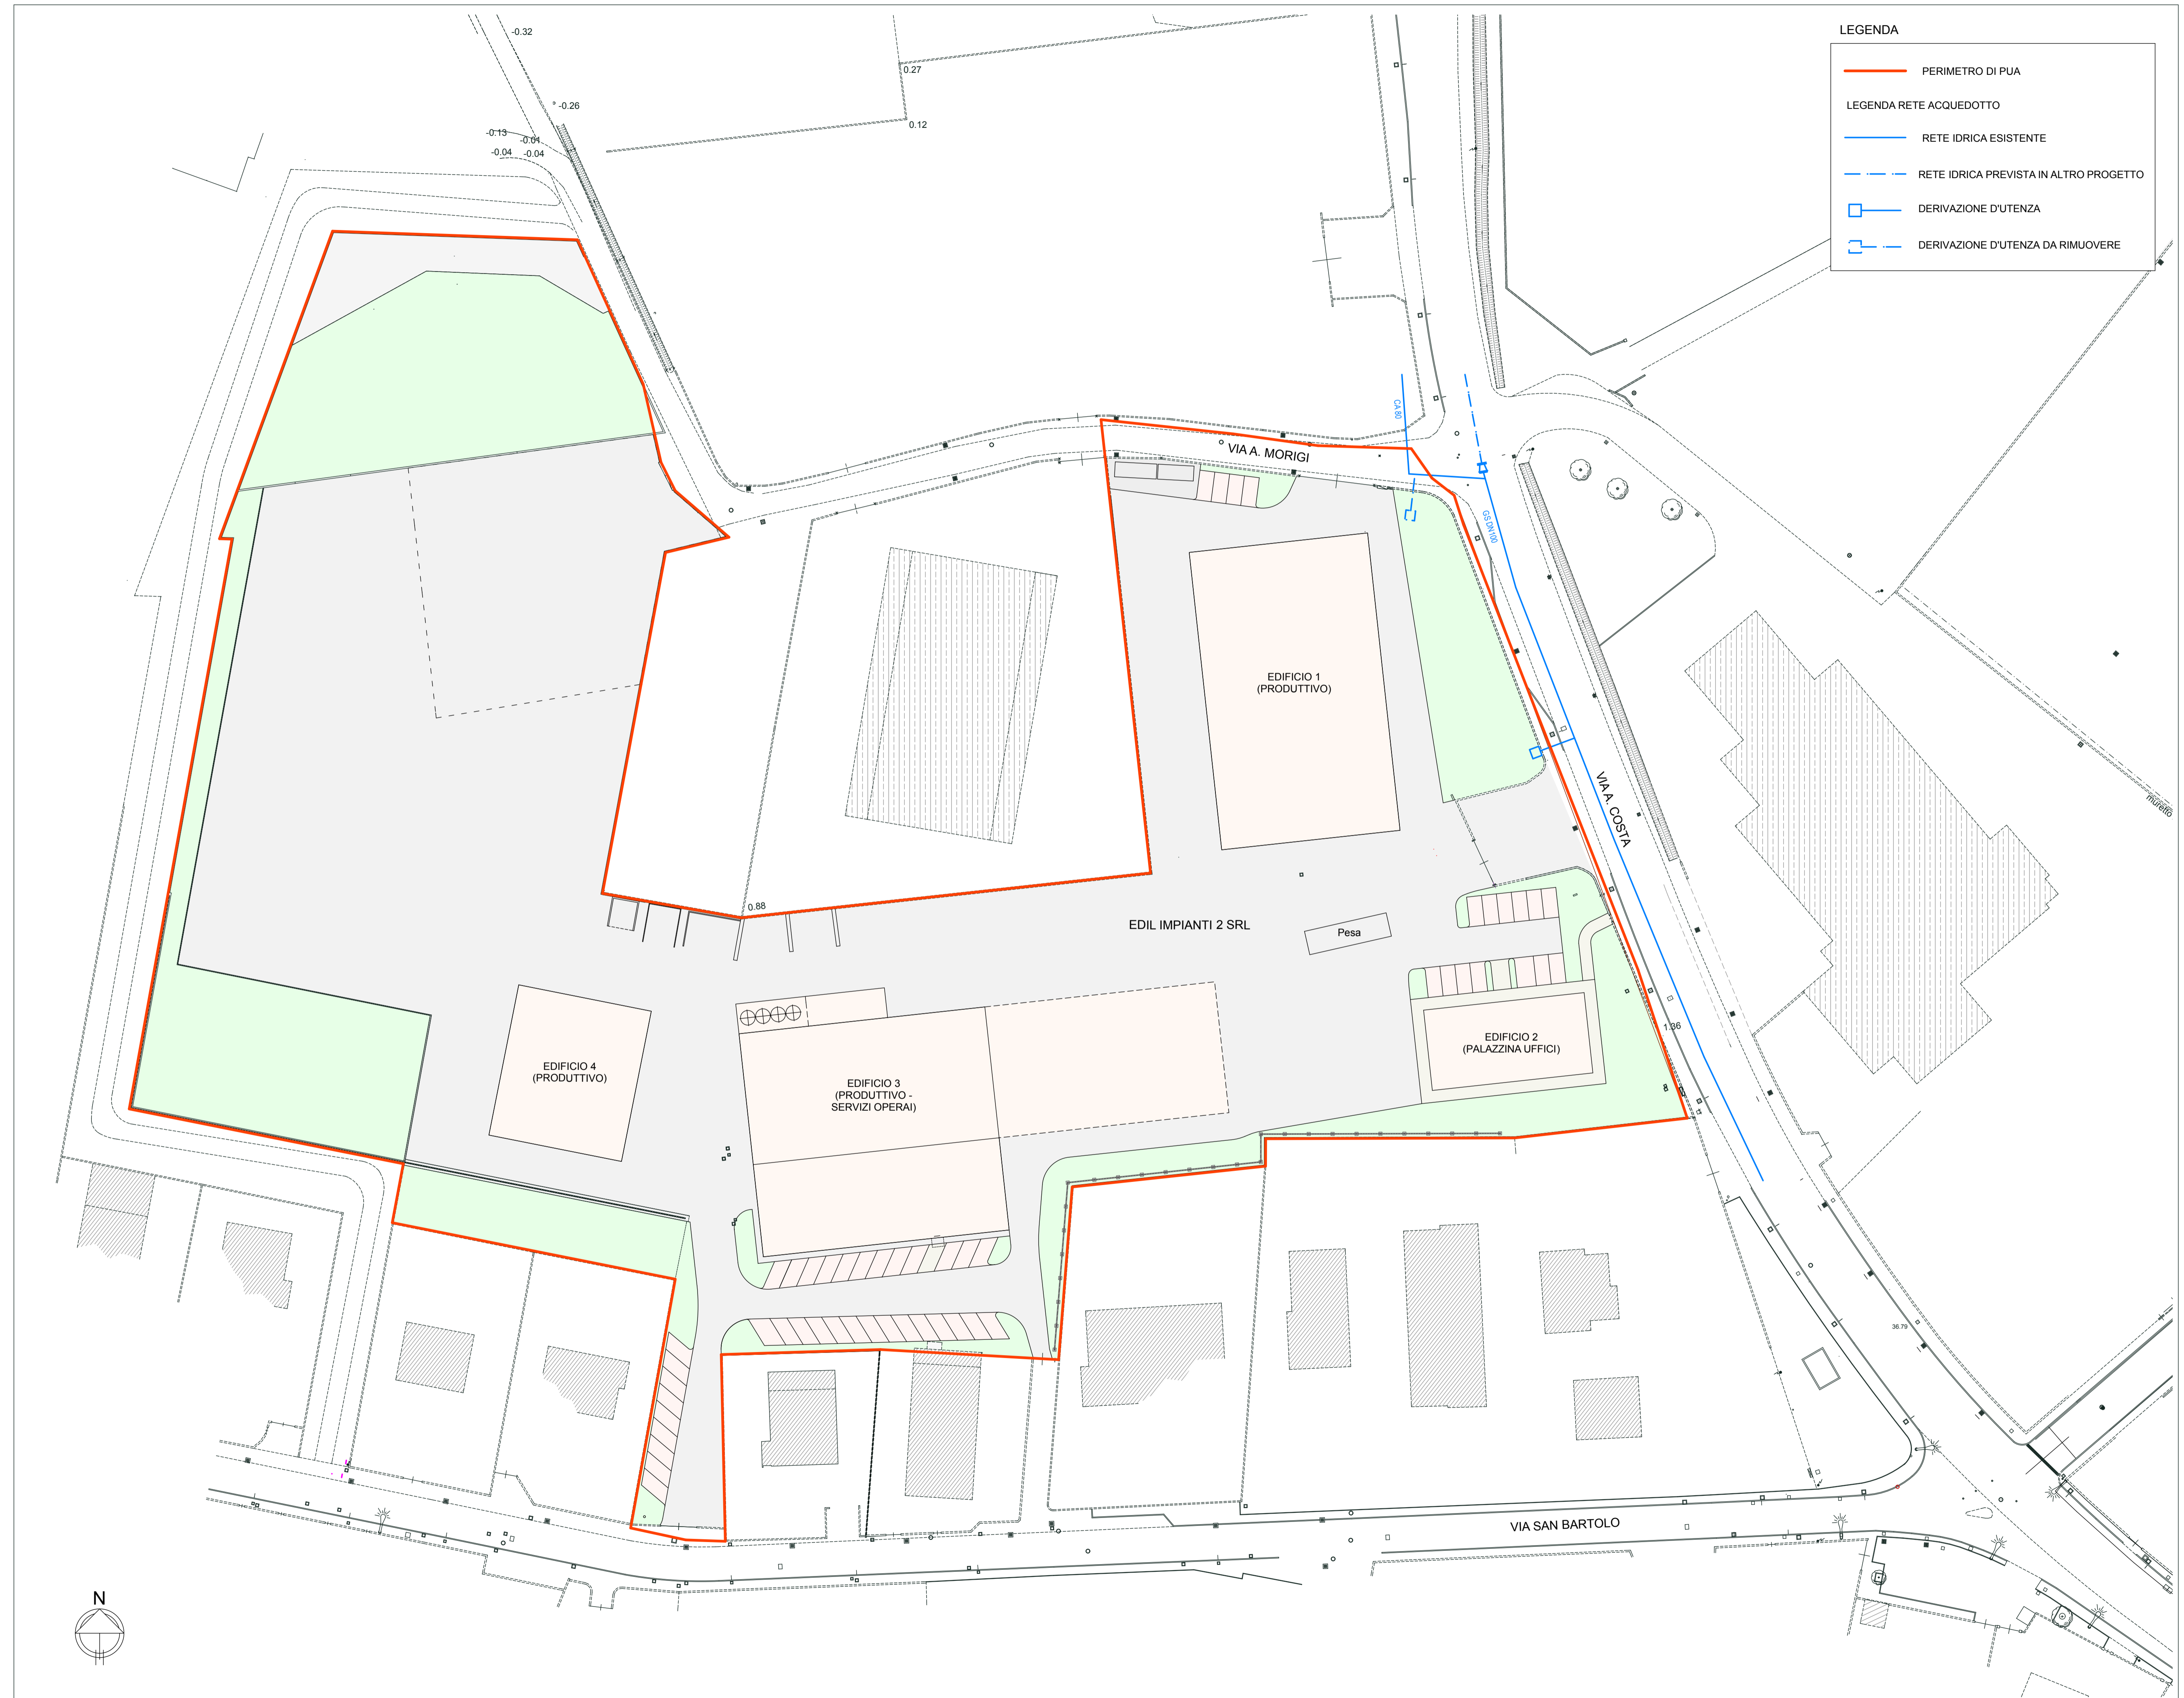 LEGENDA
PERIMETRO DI PUA
LEGENDA RETE ACQUEDOTTO
RETE IDRICA ESISTENTE
RETE IDRICA PREVISTA IN ALTRO PROGETTO
DERIVAZIONE D'UTENZA
DERIVAZIONE D'UTENZA DA RIMUOVERE
-0.32
0.27
-0.26
0.12
-0.13
-0.01
-0.04
-0.04
CA 80
VIA A. MORIGI
GS DN100
EDIFICIO 1
(PRODUTTIVO)
VIA A. COSTA
muretto
0.88
EDIL IMPIANTI 2 SRL
Pesa
1.36
EDIFICIO 2
(PALAZZINA UFFICI)
EDIFICIO 4
(PRODUTTIVO)
EDIFICIO 3
(PRODUTTIVO -
SERVIZI OPERAI)
36.79
VIA SAN BARTOLO
N